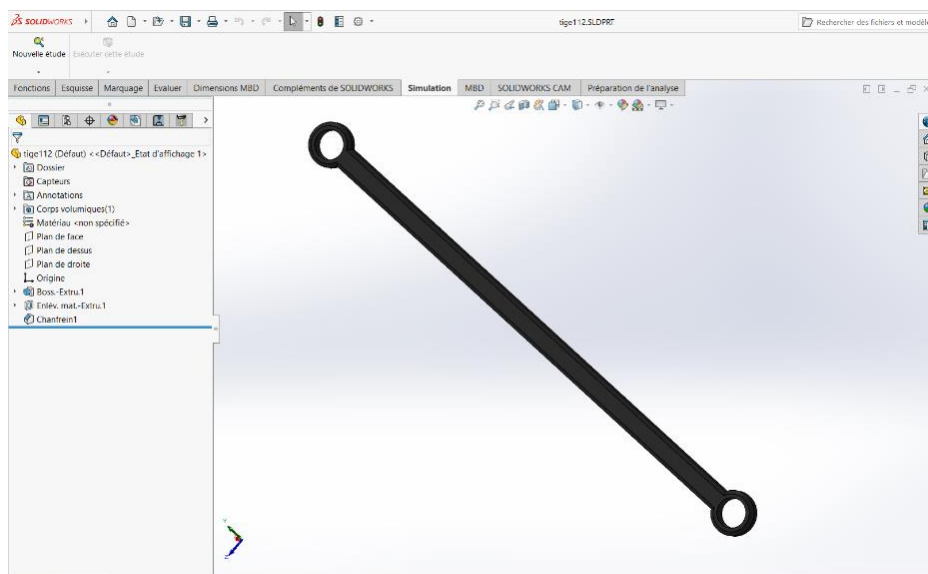 SOLIDWORKS
tige112.SLDPRT
Rechercher des fichiers et modèle
Nouvelle étude
Exécuter cette étude
Fonctions Esquisse Marquage Evaluer Dimensions MBD Compléments de SOLIDWORKS Simulation MBD SOLIDWORKS CAM Préparation de l'analyse
tige112 (Défaut) <<Défaut>_Etat d'affichage 1>
Dossier
Capteurs
Annotations
Corps volumiques(1)
Matériau <non spécifié>
Plan de face
Plan de dessus
Plan de droite
Origine
Boss.-Extru.1
Enlèv. mat.-Extru.1
Chanfrein1
Y
Z